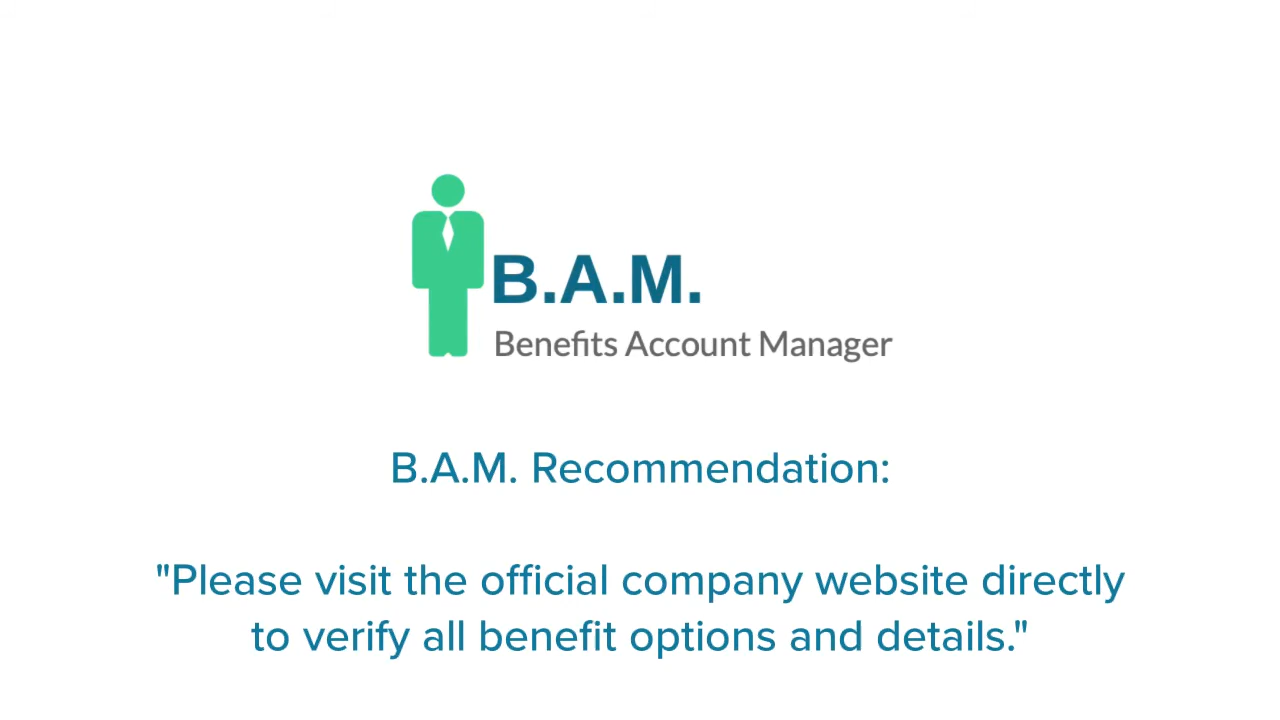 B.A.M.
Benefits Account Manager
B.A.M. Recommendation:
"Please visit the official company website directly
to verify all benefit options and details."